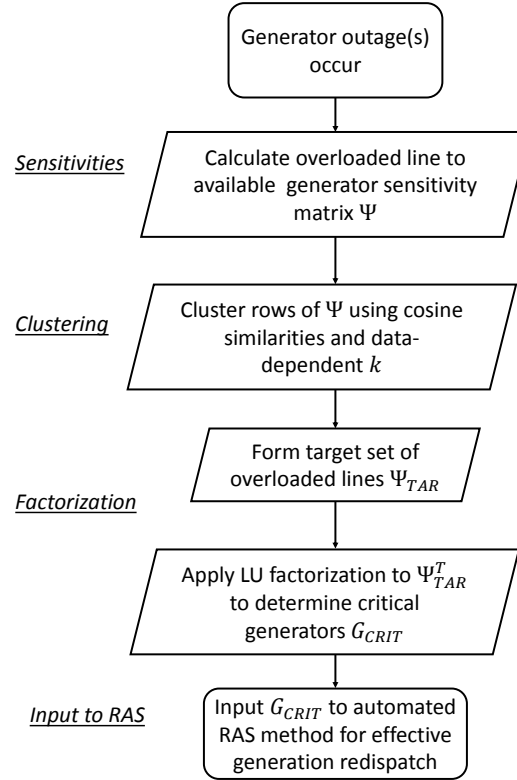 Generator outage(s)
occur
Sensitivities
Calculate overloaded line to
available generator sensitivity
matrix Ψ
Clustering
Cluster rows of Ψ using cosine
similarities and data-
dependent k
Form target set of
overloaded lines Ψ_TAR
Factorization
Apply LU factorization to Ψ^T_TAR
to determine critical
generators G_CRIT
Input to RAS
Input G_CRIT to automated
RAS method for effective
generation redispatch